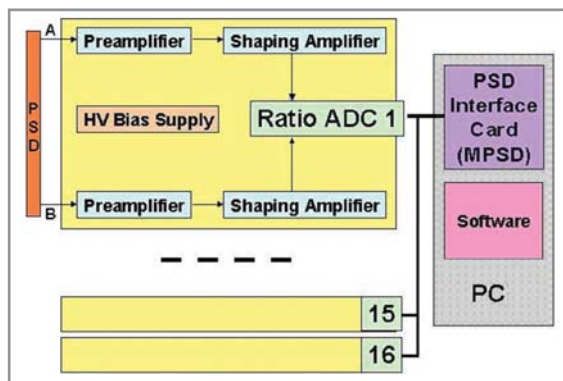 A
Preamplifier
Shaping Amplifier
PSD
HV Bias Supply
Ratio ADC 1
B
Preamplifier
Shaping Amplifier
PSD
Interface
Card
(MPSD)
Software
PC
15
16